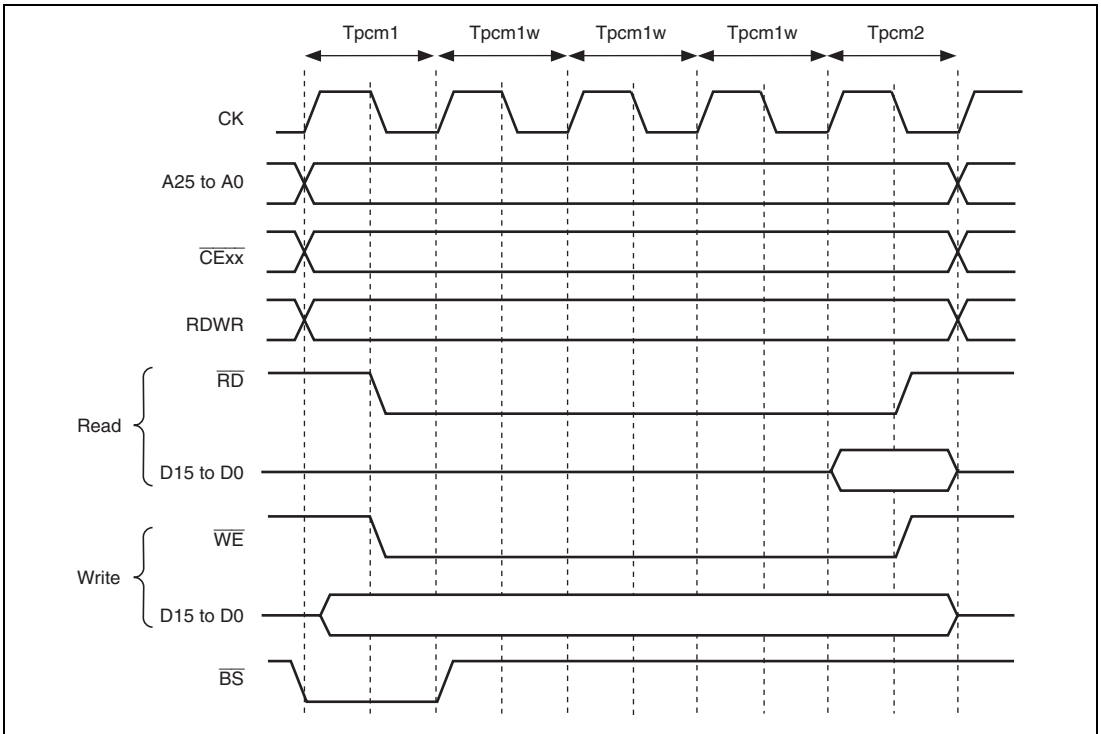 Tpcm1 Tpcm1w Tpcm1w Tpcm1w Tpcm2
CK
A25 to A0
CExx
RDWR
RD
Read
D15 to D0
WE
Write
D15 to D0
BS